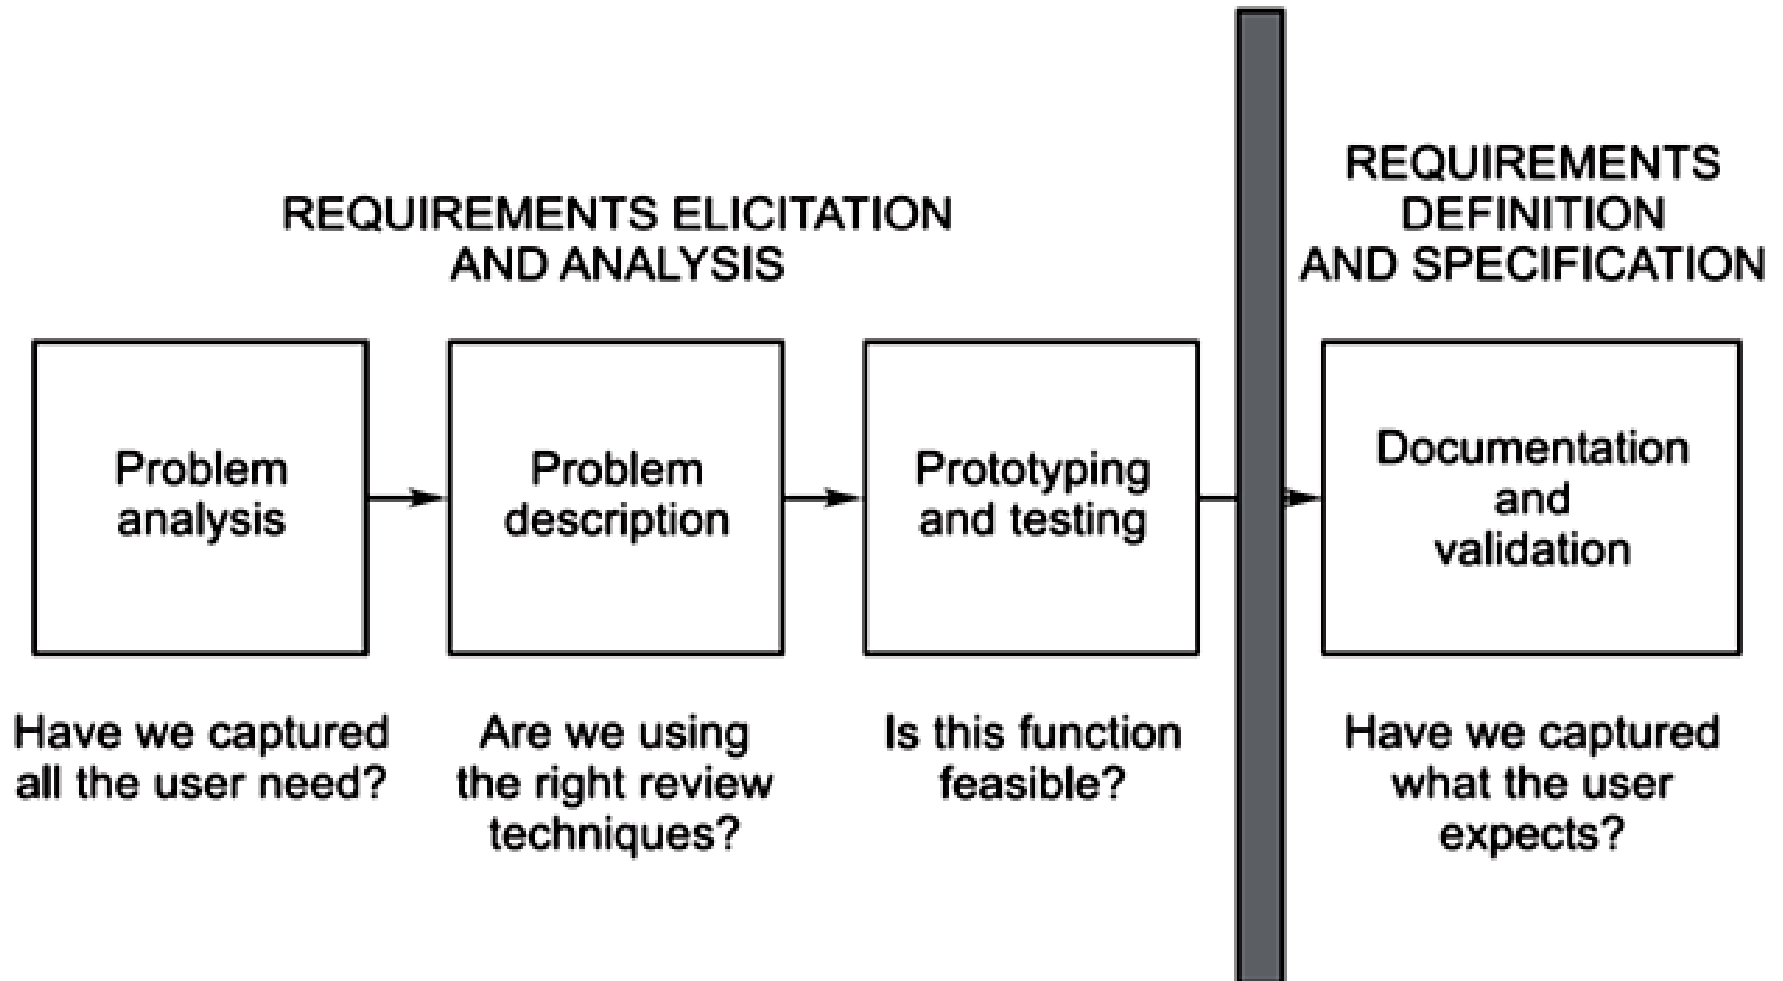 REQUIREMENTS ELICITATION
AND ANALYSIS
REQUIREMENTS
DEFINITION
AND SPECIFICATION
Problem
analysis
Problem
description
Prototyping
and testing
Documentation
and
validation
Have we captured
all the user need?
Are we using
the right review
techniques?
Is this function
feasible?
Have we captured
what the user
expects?